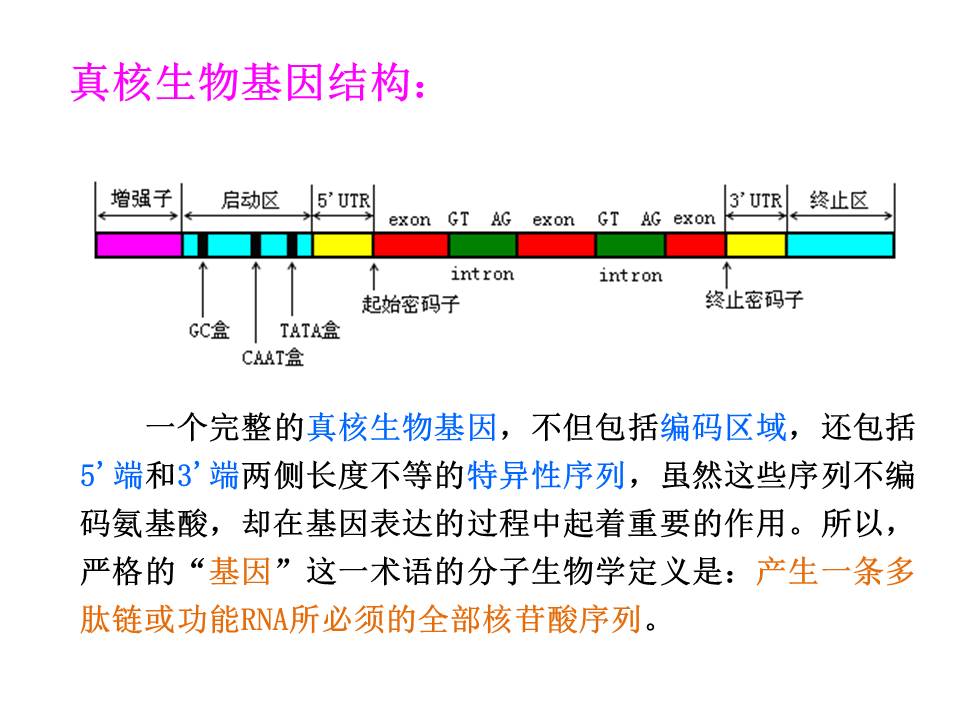 真核生物基因结构：
增强子 启动区 5'UTR 3'UTR 终止区
exon GT AG exon GT AG exon
intron intron
起始密码子 终止密码子
GC盒 TATA盒
CAAT盒
一个完整的真核生物基因，不但包括编码区域，还包括
5'端和3'端两侧长度不等的特异性序列，虽然这些序列不编
码氨基酸，却在基因表达的过程中起着重要的作用。所以，
严格的“基因”这一术语的分子生物学定义是：产生一条多
肽链或功能RNA所必须的全部核苷酸序列。